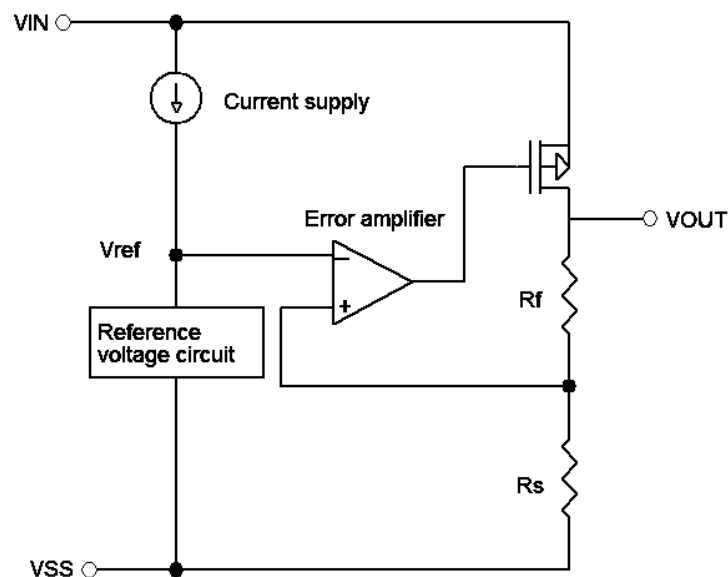 VIN
Current supply
Error amplifier
VOUT
Vref
−
+
Rf
Reference
voltage circuit
Rs
VSS